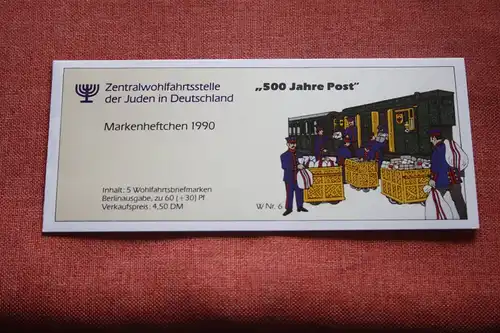 Zentralwohlfahrtsstelle
der Juden in Deutschland
„500 Jahre Post"
Markenheftchen 1990
Inhalt: 5 Wohlfahrtsbriefmarken
Berlinausgabe, zu 60 (+30) Pf
Verkaufspreis: 4,50 DM
W Nr. 6